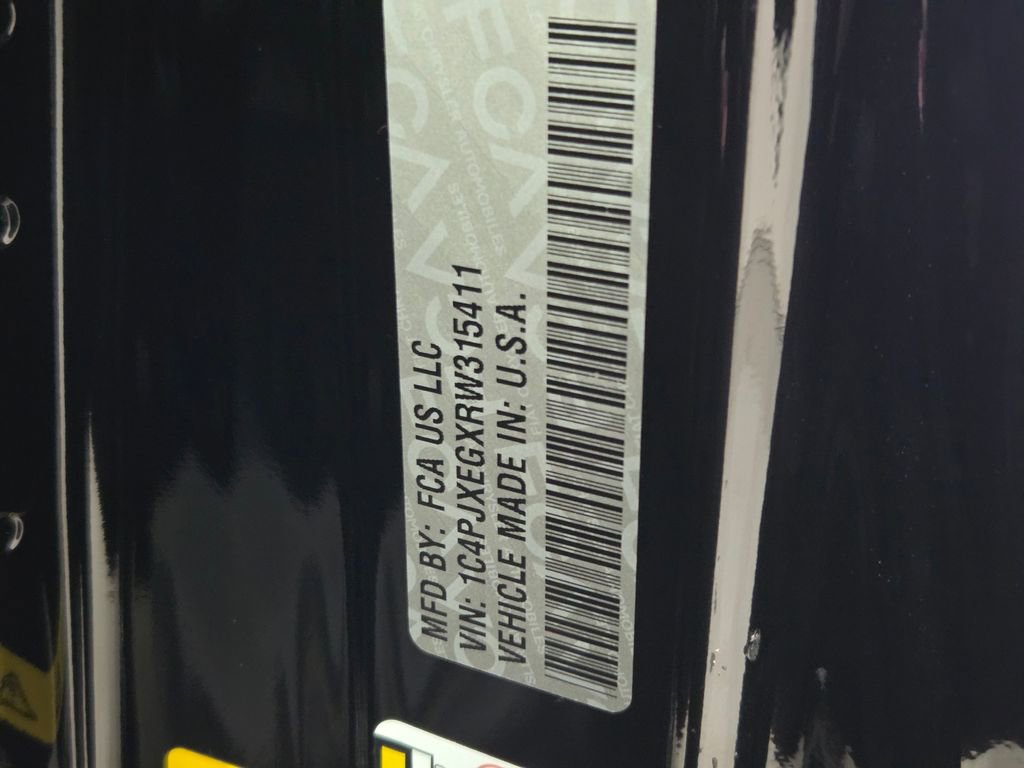 MFD BY: FCA US LLC
VIN: 1C4PJXEGXRW315411
VEHICLE MADE IN: U.S.A.